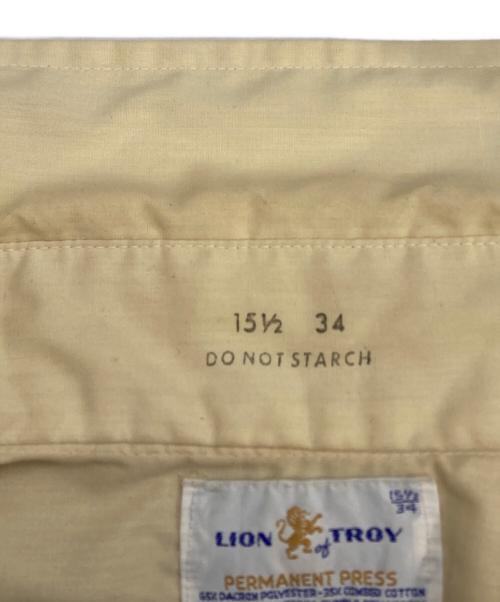 15½ 34
DO NOT STARCH
15½
34
LION of TROY
PERMANENT PRESS
65% DACRON POLYESTER-35% COMBED COTTON